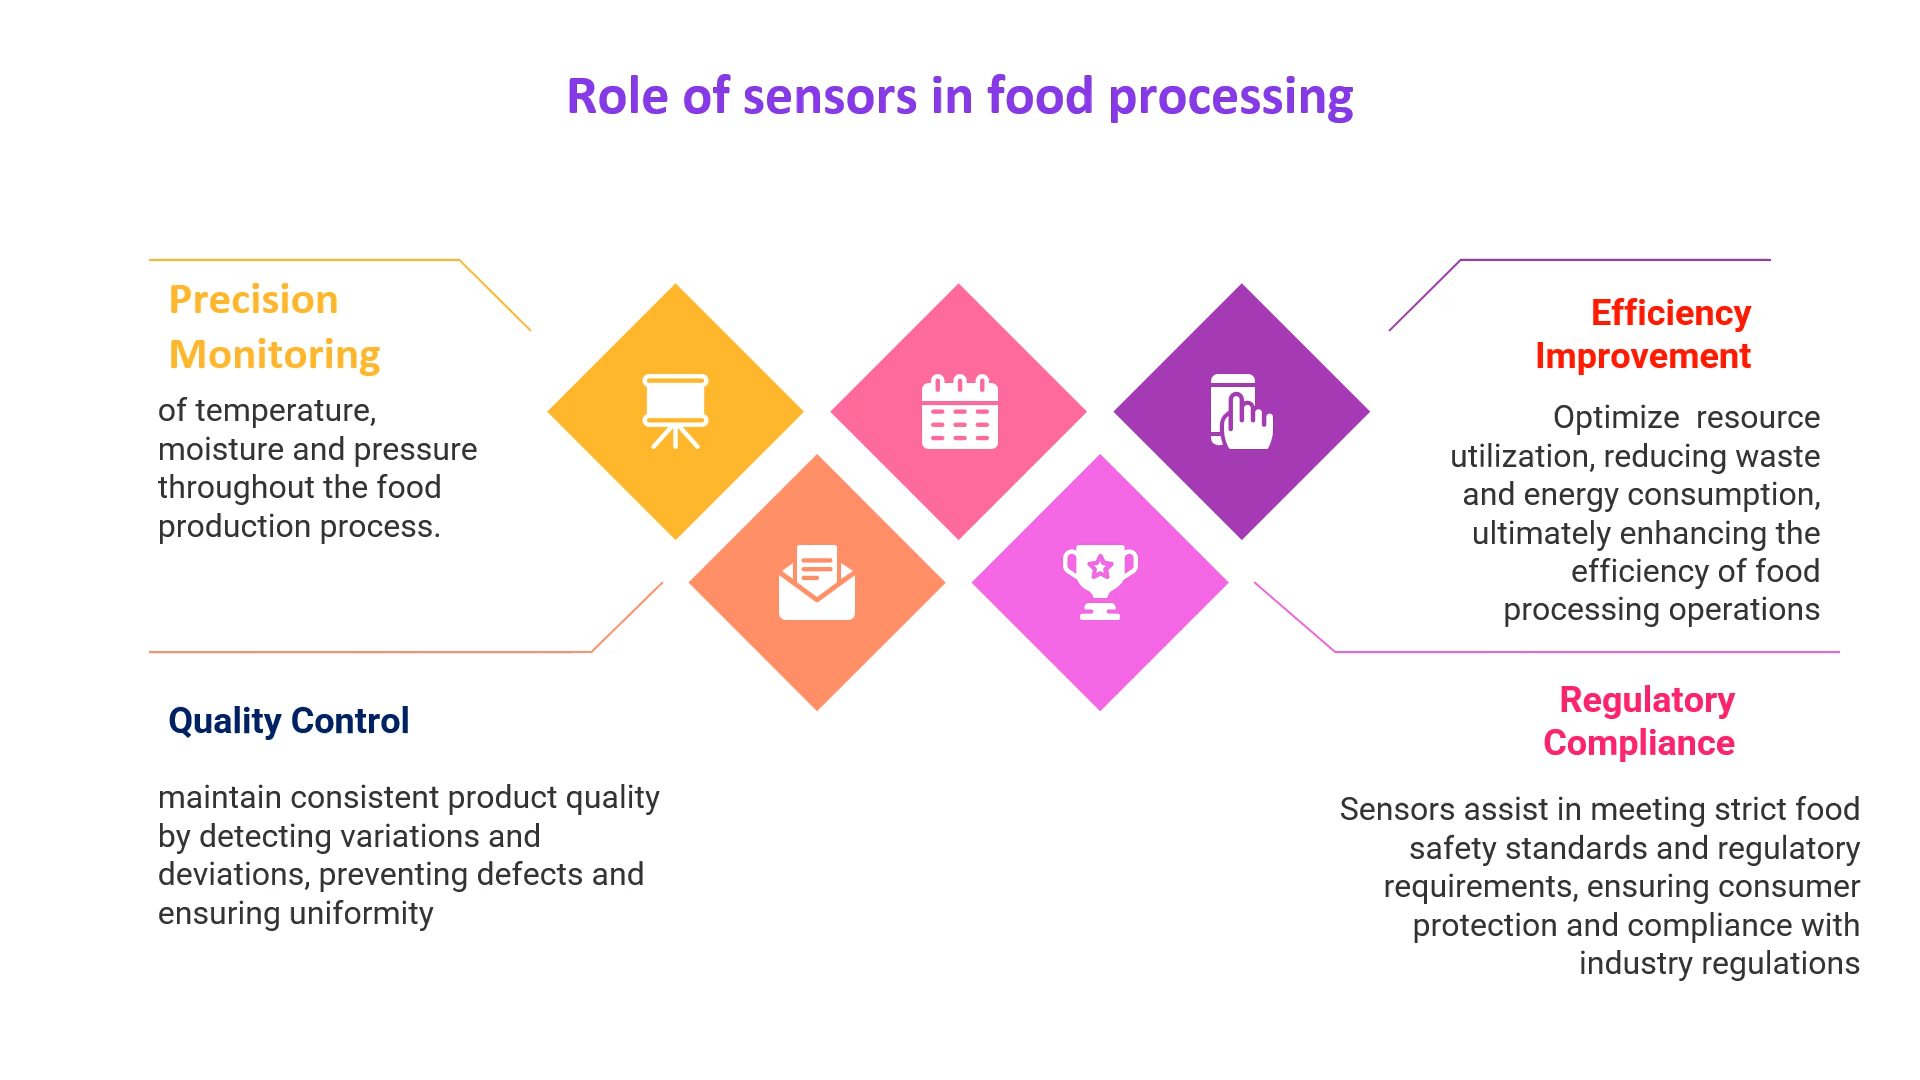 Role of sensors in food processing
Precision
Monitoring
of temperature,
moisture and pressure
throughout the food
production process.
Efficiency
Improvement
Optimize  resource
utilization, reducing waste
and energy consumption,
ultimately enhancing the
efficiency of food
processing operations
Quality Control
maintain consistent product quality
by detecting variations and
deviations, preventing defects and
ensuring uniformity
Regulatory
Compliance
Sensors assist in meeting strict food
safety standards and regulatory
requirements, ensuring consumer
protection and compliance with
industry regulations